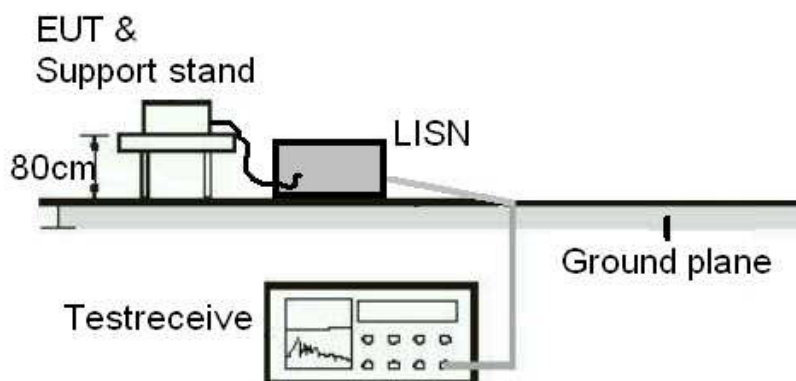 EUT &
Support stand
LISN
80cm
Ground plane
Testreceive